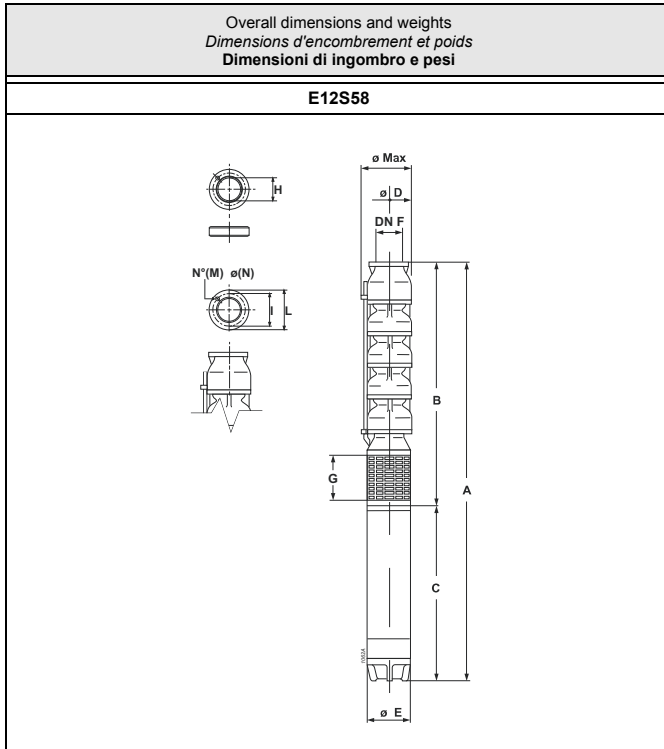 Overall dimensions and weights
Dimensions d'encombrement et poids
Dimensioni di ingombro e pesi
E12S58
ø Max
ø D
DN F
H
N°(M) ø(N)
I
L
B
A
G
C
ø E